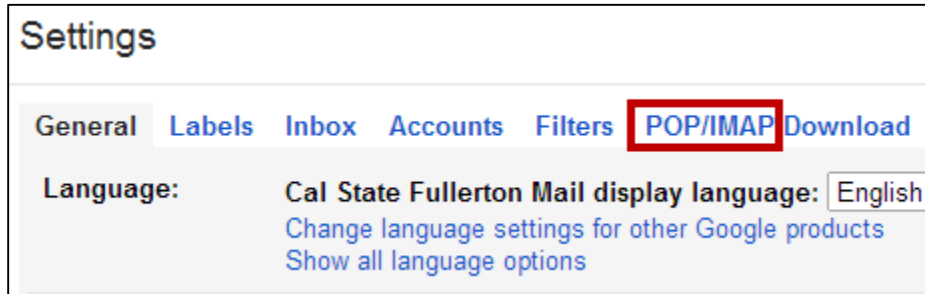 Settings
General Labels Inbox Accounts Filters POP/IMAP Download
Language: Cal State Fullerton Mail display language: English
Change language settings for other Google products
Show all language options